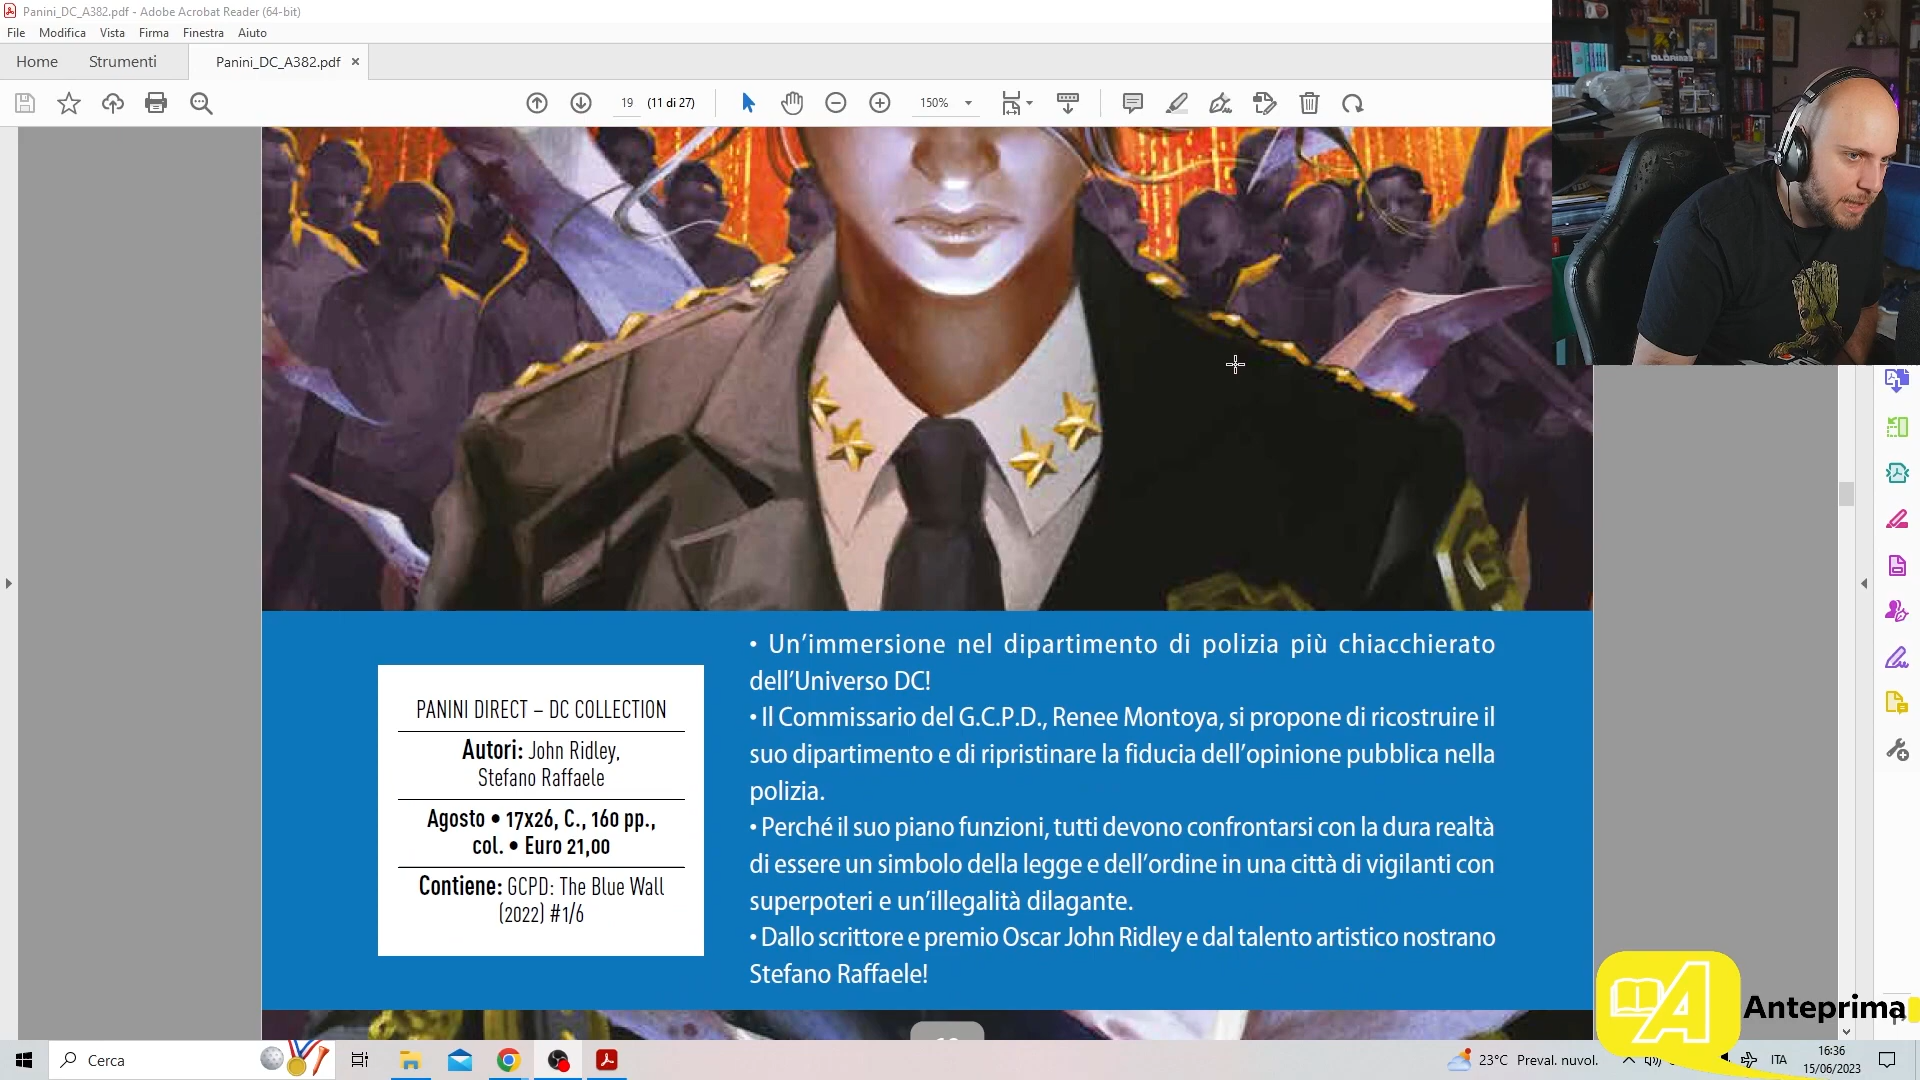 Panini_DC_A382.pdf - Adobe Acrobat Reader (64-bit)
File Modifica Vista Firma Finestra Aiuto
Home Strumenti Panini_DC_A382.pdf
19 (11 di 27) 150%
• Un’immersione nel dipartimento di polizia più chiacchierato
dell’Universo DC!
• Il Commissario del G.C.P.D., Renee Montoya, si propone di ricostruire il
suo dipartimento e di ripristinare la fiducia dell’opinione pubblica nella
polizia.
• Perché il suo piano funzioni, tutti devono confrontarsi con la dura realtà
di essere un simbolo della legge e dell’ordine in una città di vigilanti con
superpoteri e un’illegalità dilagante.
• Dallo scrittore e premio Oscar John Ridley e dal talento artistico nostrano
Stefano Raffaele!
PANINI DIRECT – DC COLLECTION
Autori: John Ridley,
Stefano Raffaele
Agosto • 17x26, C., 160 pp.,
col. • Euro 21,00
Contiene: GCPD: The Blue Wall
(2022) #1/6
A
Anteprima
Cerca
23°C Preval. nuvol.
ITA
16:36
15/06/2023